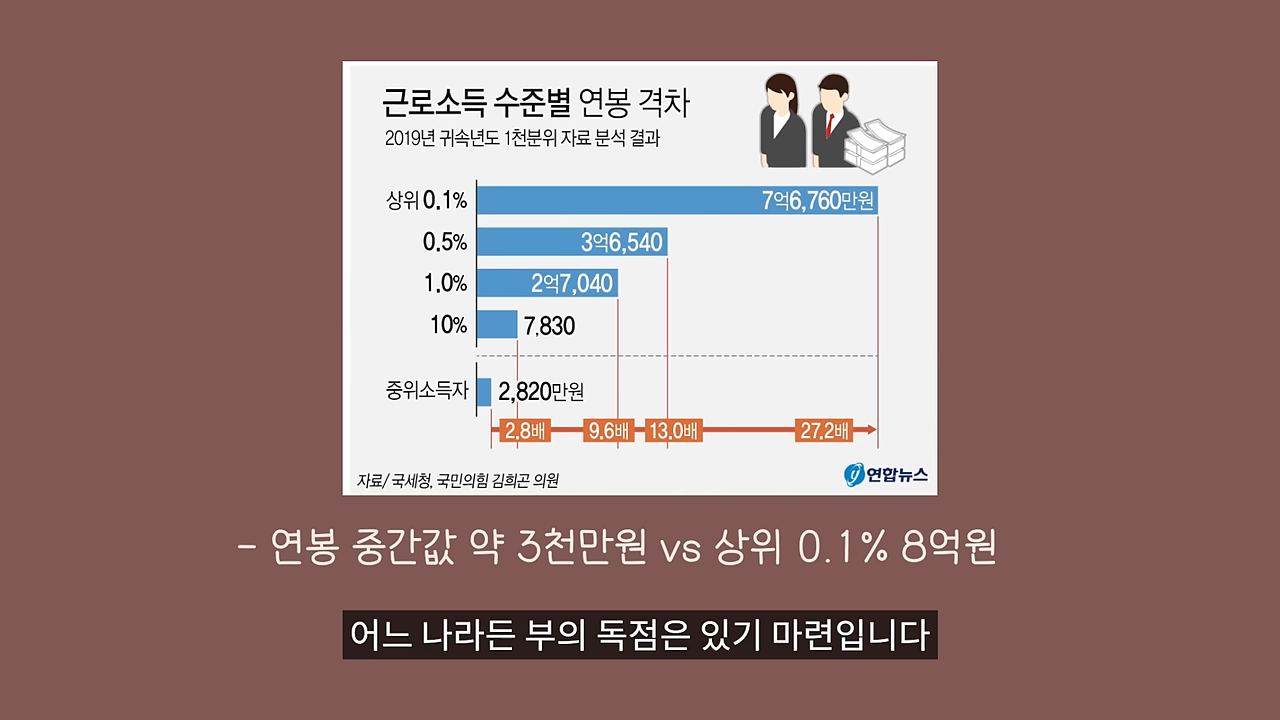 근로소득 수준별 연봉 격차
2019년 귀속년도 1천분위 자료 분석 결과
상위 0.1% 7억6,760만원
0.5% 3억6,540
1.0% 2억7,040
10% 7,830
중위소득자 2,820만원
2.8배 9.6배 13.0배 27.2배
자료/ 국세청, 국민의힘 김희곤 의원
연합뉴스
- 연봉 중간값 약 3천만원 vs 상위 0.1% 8억원
어느 나라든 부의 독점은 있기 마련입니다